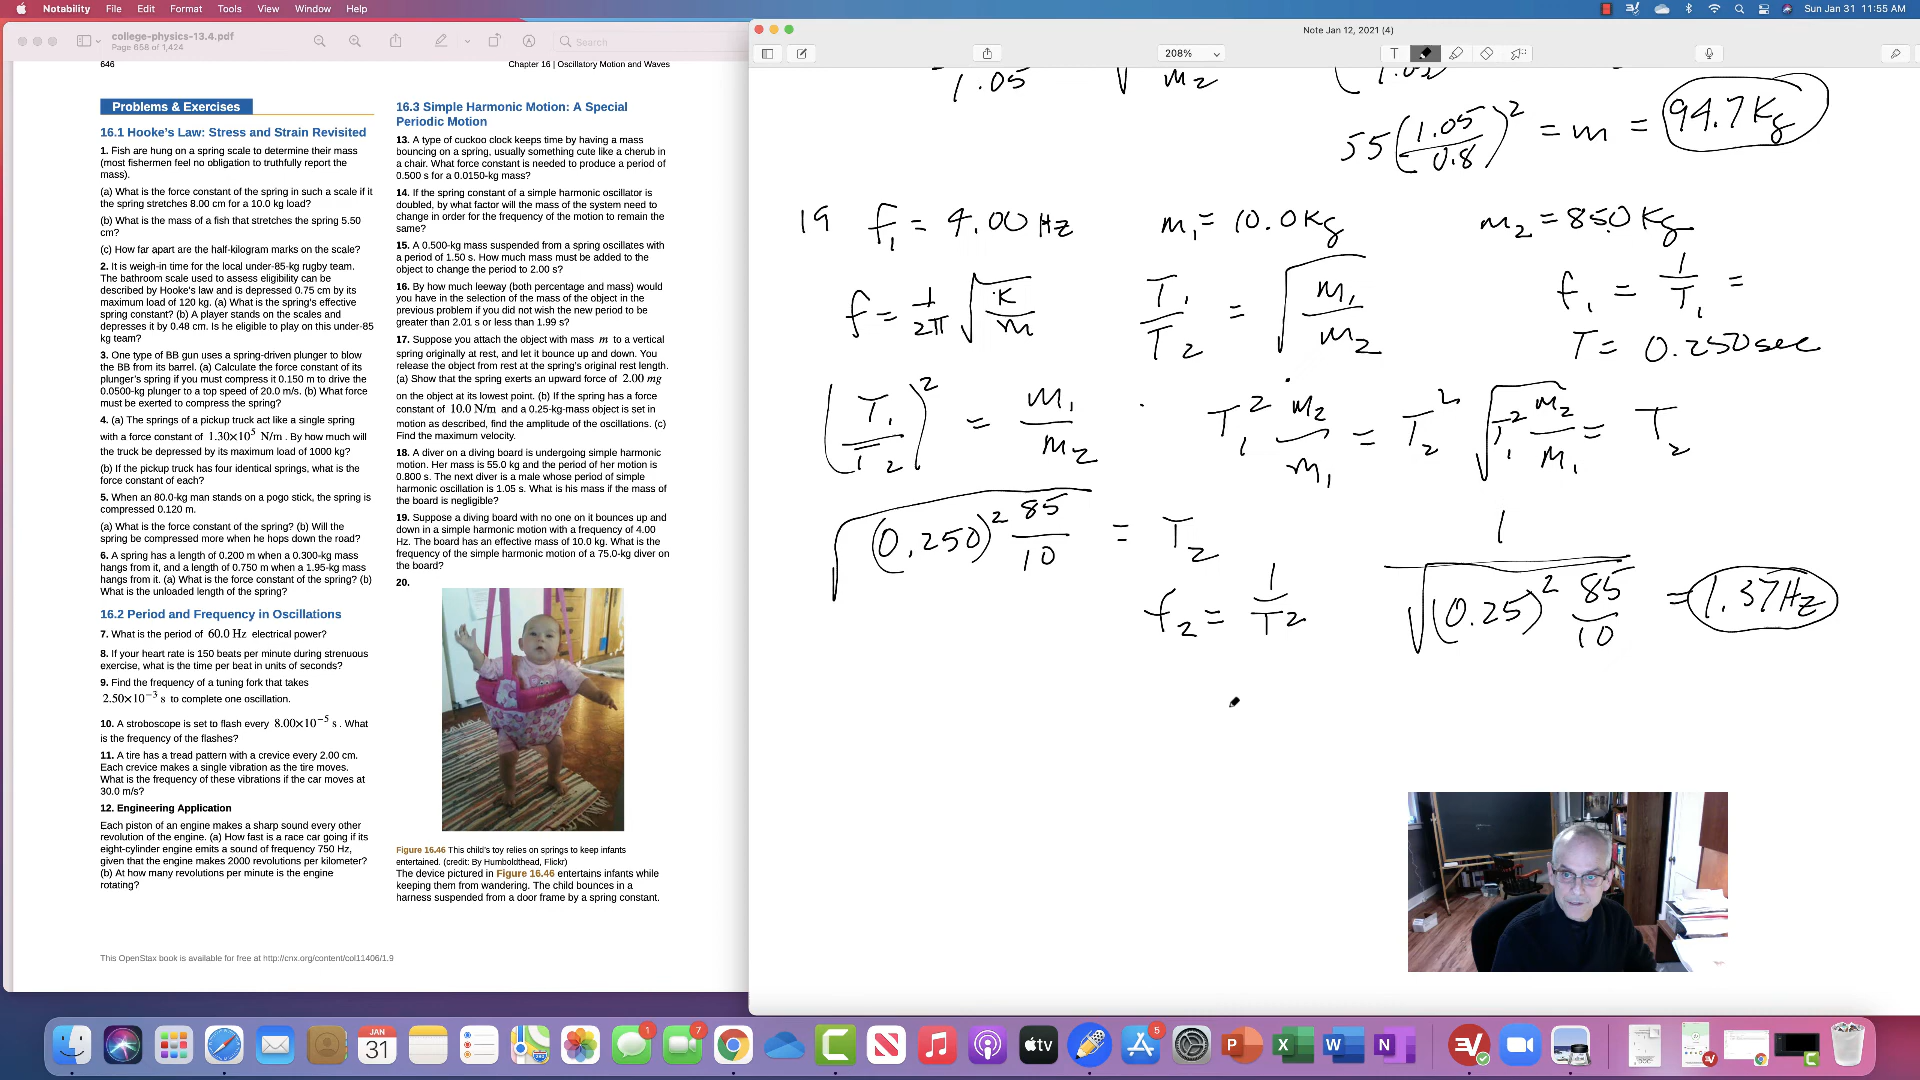 Notability File Edit Format Tools View Window Help
Sun Jan 31 11:55 AM
college-physics-13.4.pdf
Page 658 of 1,424
Search
646
Chapter 16 | Oscillatory Motion and Waves
Problems & Exercises
16.1 Hooke's Law: Stress and Strain Revisited
1. Fish are hung on a spring scale to determine their mass
(most fishermen feel no obligation to truthfully report the
mass).
(a) What is the force constant of the spring in such a scale if it
the spring stretches 8.00 cm for a 10.0 kg load?
(b) What is the mass of a fish that stretches the spring 5.50
cm?
(c) How far apart are the half-kilogram marks on the scale?
2. It is weigh-in time for the local under-85-kg rugby team.
The bathroom scale used to assess eligibility can be
described by Hooke's law and is depressed 0.75 cm by its
maximum load of 120 kg. (a) What is the spring's effective
spring constant? (b) A player stands on the scales and
depresses it by 0.48 cm. Is he eligible to play on this under-85
kg team?
3. One type of BB gun uses a spring-driven plunger to blow
the BB from its barrel. (a) Calculate the force constant of its
plunger's spring if you must compress it 0.150 m to drive the
0.0500-kg plunger to a top speed of 20.0 m/s. (b) What force
must be exerted to compress the spring?
4. (a) The springs of a pickup truck act like a single spring
with a force constant of 1.30×10⁵ N/m . By how much will
the truck be depressed by its maximum load of 1000 kg?
(b) If the pickup truck has four identical springs, what is the
force constant of each?
5. When an 80.0-kg man stands on a pogo stick, the spring is
compressed 0.120 m.
(a) What is the force constant of the spring? (b) Will the
spring be compressed more when he hops down the road?
6. A spring has a length of 0.200 m when a 0.300-kg mass
hangs from it, and a length of 0.750 m when a 1.95-kg mass
hangs from it. (a) What is the force constant of the spring? (b)
What is the unloaded length of the spring?
16.2 Period and Frequency in Oscillations
7. What is the period of 60.0 Hz electrical power?
8. If your heart rate is 150 beats per minute during strenuous
exercise, what is the time per beat in units of seconds?
9. Find the frequency of a tuning fork that takes
2.50×10⁻³ s to complete one oscillation.
10. A stroboscope is set to flash every 8.00×10⁻⁵ s . What
is the frequency of the flashes?
11. A tire has a tread pattern with a crevice every 2.00 cm.
Each crevice makes a single vibration as the tire moves.
What is the frequency of these vibrations if the car moves at
30.0 m/s?
12. Engineering Application
Each piston of an engine makes a sharp sound every other
revolution of the engine. (a) How fast is a race car going if its
eight-cylinder engine emits a sound of frequency 750 Hz,
given that the engine makes 2000 revolutions per kilometer?
(b) At how many revolutions per minute is the engine
rotating?
16.3 Simple Harmonic Motion: A Special
Periodic Motion
13. A type of cuckoo clock keeps time by having a mass
bouncing on a spring, usually something cute like a cherub in
a chair. What force constant is needed to produce a period of
0.500 s for a 0.0150-kg mass?
14. If the spring constant of a simple harmonic oscillator is
doubled, by what factor will the mass of the system need to
change in order for the frequency of the motion to remain the
same?
15. A 0.500-kg mass suspended from a spring oscillates with
a period of 1.50 s. How much mass must be added to the
object to change the period to 2.00 s?
16. By how much leeway (both percentage and mass) would
you have in the selection of the mass of the object in the
previous problem if you did not wish the new period to be
greater than 2.01 s or less than 1.99 s?
17. Suppose you attach the object with mass m to a vertical
spring originally at rest, and let it bounce up and down. You
release the object from rest at the spring's original rest length.
(a) Show that the spring exerts an upward force of 2.00 mg
on the object at its lowest point. (b) If the spring has a force
constant of 10.0 N/m and a 0.25-kg-mass object is set in
motion as described, find the amplitude of the oscillations. (c)
Find the maximum velocity.
18. A diver on a diving board is undergoing simple harmonic
motion. Her mass is 55.0 kg and the period of her motion is
0.800 s. The next diver is a male whose period of simple
harmonic oscillation is 1.05 s. What is his mass if the mass of
the board is negligible?
19. Suppose a diving board with no one on it bounces up and
down in a simple harmonic motion with a frequency of 4.00
Hz. The board has an effective mass of 10.0 kg. What is the
frequency of the simple harmonic motion of a 75.0-kg diver on
the board?
20.
Figure 16.46 This child's toy relies on springs to keep infants
entertained. (credit: By Humboldthead, Flickr)
The device pictured in Figure 16.46 entertains infants while
keeping them from wandering. The child bounces in a
harness suspended from a door frame by a spring constant.
This OpenStax book is available for free at http://cnx.org/content/col11406/1.9
Note Jan 12, 2021 (4)
208%
T
1.05 m₂
55(1.05/0.8)² = m = 94.7Kg
19 f₁ = 4.00 Hz m₁ = 10.0Kg m₂ = 85.0 Kg
f = 1/2π √(K/m) T₁/T₂ = √(m₁/m₂) f₁ = 1/T₁ =
T = 0.250 sec
(T₁/T₂)² = m₁/m₂ T₁² m₂/m₁ = T₂² √(T₁² m₂/m₁) = T₂
√((0.250)² 85/10) = T₂
f₂ = 1/T₂ 1/√((0.25)² 85/10) = 1.37Hz
JAN
31
1
7
tv
5
P X W N